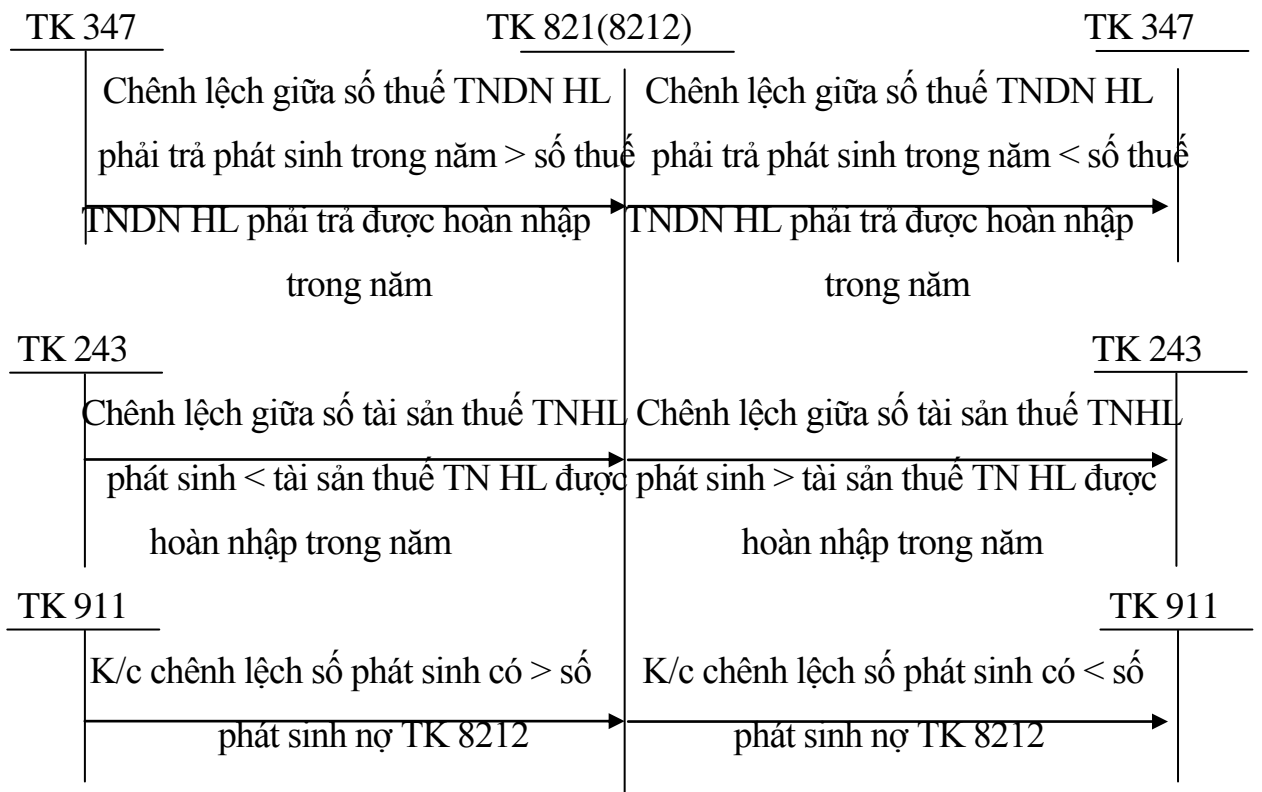 TK 347
TK 821(8212)
TK 347
Chênh lệch giữa số thuế TNDN HL
phải trả phát sinh trong năm > số thuế
TNDN HL phải trả được hoàn nhập
trong năm
Chênh lệch giữa số thuế TNDN HL
phải trả phát sinh trong năm < số thuế
TNDN HL phải trả được hoàn nhập
trong năm
TK 243
TK 243
Chênh lệch giữa số tài sản thuế TNHL
phát sinh < tài sản thuế TN HL được
hoàn nhập trong năm
Chênh lệch giữa số tài sản thuế TNHL
phát sinh > tài sản thuế TN HL được
hoàn nhập trong năm
TK 911
TK 911
K/c chênh lệch số phát sinh có > số
phát sinh nợ TK 8212
K/c chênh lệch số phát sinh có < số
phát sinh nợ TK 8212